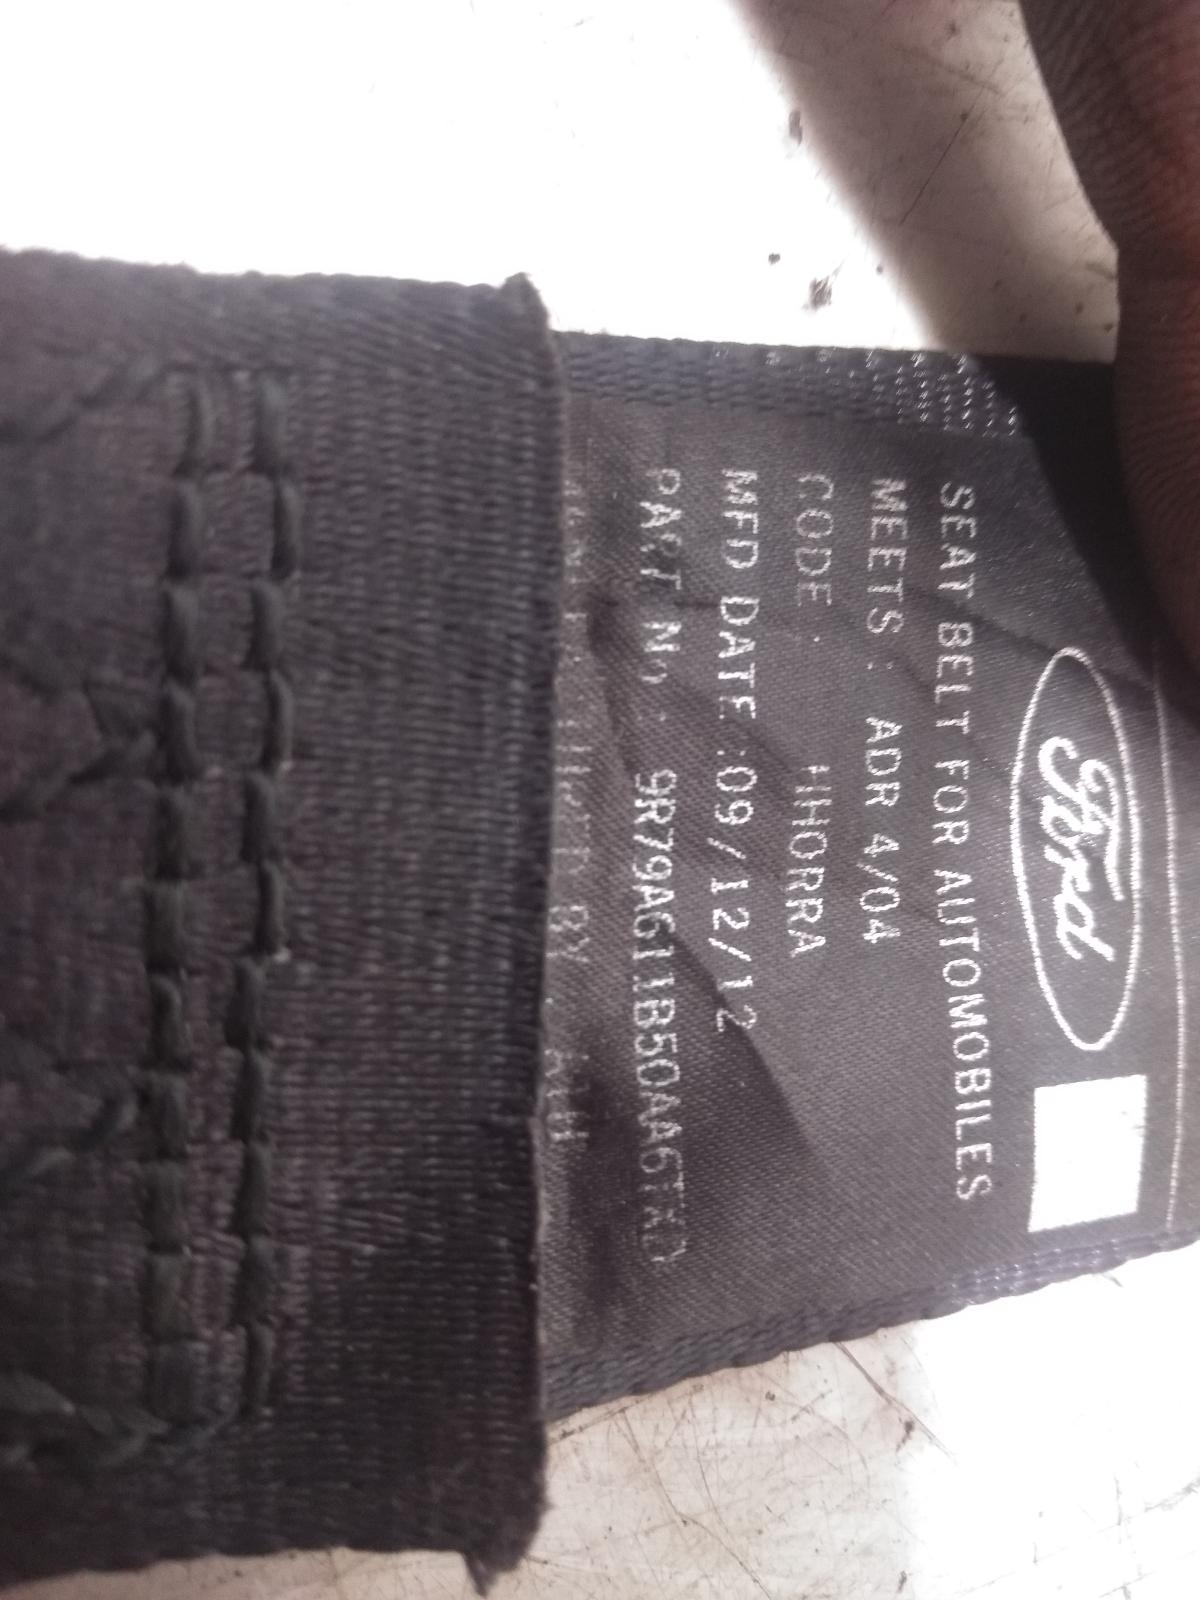 Ford
SEAT BELT FOR AUTOMOBILES
MEETS : ADR 4/04
CODE : HHORRA
MFD DATE :09/12/12
PART No : 9R79A611B50AA6TKD
BY :